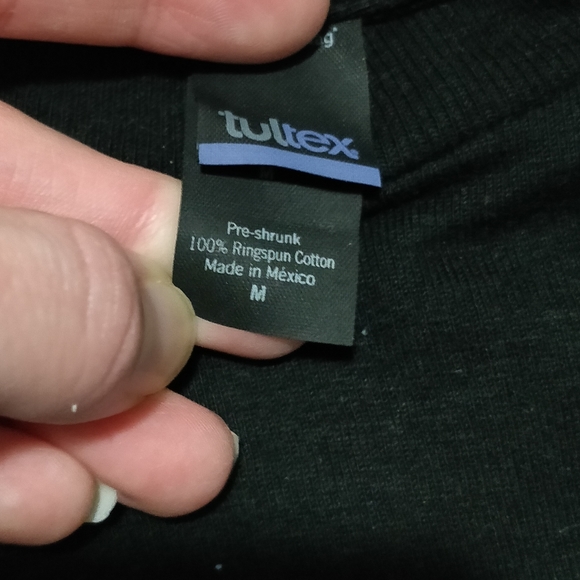 tultex
Pre-shrunk
100% Ringspun Cotton
Made in México
M